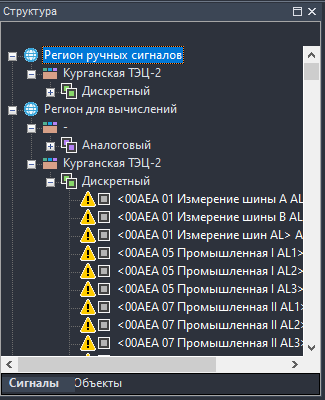 Структура
Регион ручных сигналов
Курганская ТЭЦ-2
Дискретный
Регион для вычислений
-
Аналоговый
Курганская ТЭЦ-2
Дискретный
<00AEA 01 Измерение шины A AL
<00AEA 01 Измерение шины B AL
<00AEA 01 Измерение шин AL> A
<00AEA 05 Промышленная I AL1>
<00AEA 05 Промышленная I AL2>
<00AEA 05 Промышленная I AL3>
<00AEA 07 Промышленная II AL1
<00AEA 07 Промышленная II AL2
<00AEA 07 Промышленная II AL3
Сигналы Объекты